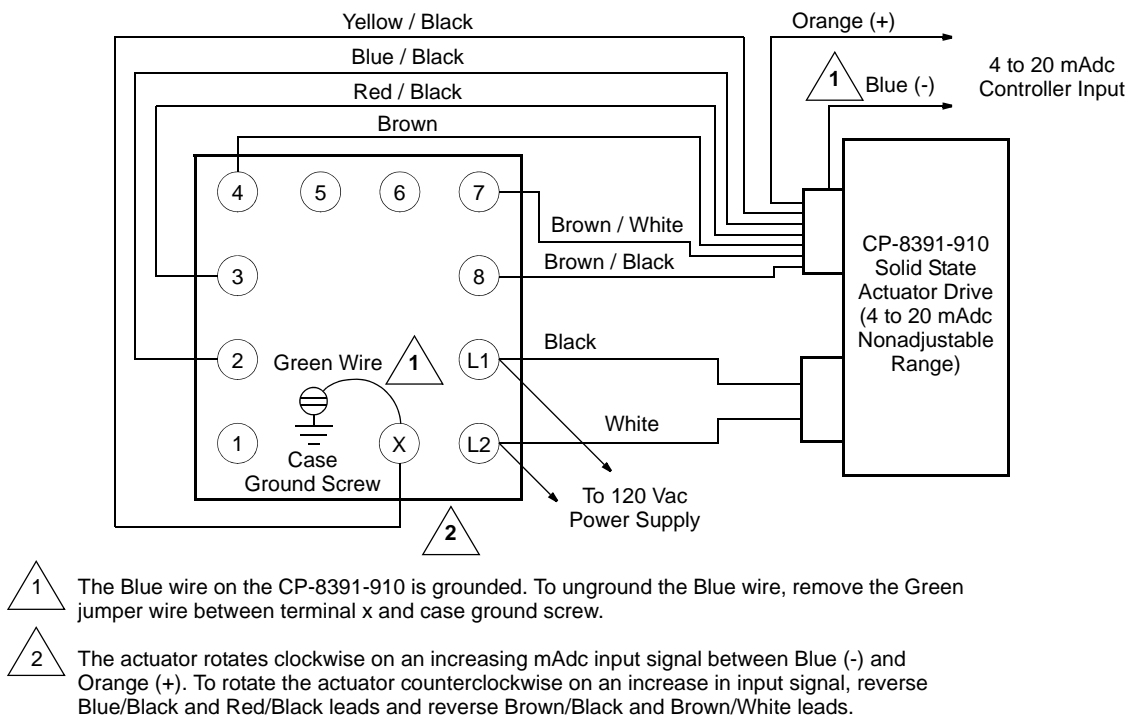 Yellow / Black
Orange (+)
Blue / Black
4 to 20 mAdc
Controller Input
1
Blue (-)
Red / Black
Brown
4
5
6
7
Brown / White
3
Brown / Black
8
CP-8391-910
Solid State
Actuator Drive
(4 to 20 mAdc
Nonadjustable
Range)
Black
2
Green Wire
1
L1
White
1
X
L2
Case
Ground Screw
To 120 Vac
Power Supply
2
1
The Blue wire on the CP-8391-910 is grounded. To unground the Blue wire, remove the Green
jumper wire between terminal x and case ground screw.
2
The actuator rotates clockwise on an increasing mAdc input signal between Blue (-) and
Orange (+). To rotate the actuator counterclockwise on an increase in input signal, reverse
Blue/Black and Red/Black leads and reverse Brown/Black and Brown/White leads.